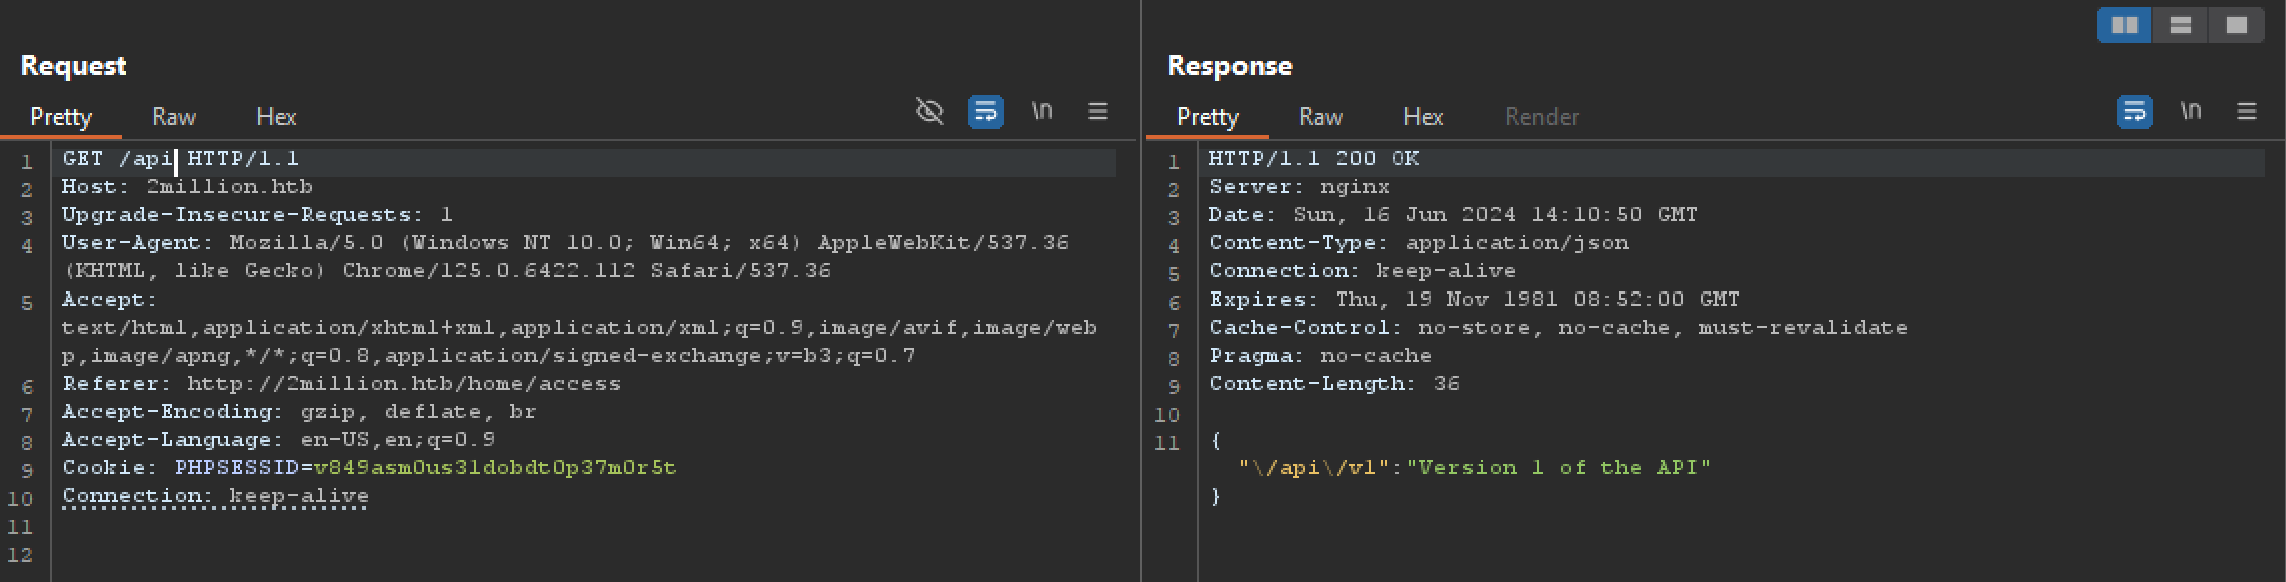 Request
Pretty Raw Hex \n
1 GET /api HTTP/1.1
2 Host: 2million.htb
3 Upgrade-Insecure-Requests: 1
4 User-Agent: Mozilla/5.0 (Windows NT 10.0; Win64; x64) AppleWebKit/537.36
(KHTML, like Gecko) Chrome/125.0.6422.112 Safari/537.36
5 Accept:
text/html,application/xhtml+xml,application/xml;q=0.9,image/avif,image/web
p,image/apng,*/*;q=0.8,application/signed-exchange;v=b3;q=0.7
6 Referer: http://2million.htb/home/access
7 Accept-Encoding: gzip, deflate, br
8 Accept-Language: en-US,en;q=0.9
9 Cookie: PHPSESSID=v849asm0us3ldobdt0p37m0r5t
10 Connection: keep-alive
11
12
Response
Pretty Raw Hex Render \n
1 HTTP/1.1 200 OK
2 Server: nginx
3 Date: Sun, 16 Jun 2024 14:10:50 GMT
4 Content-Type: application/json
5 Connection: keep-alive
6 Expires: Thu, 19 Nov 1981 08:52:00 GMT
7 Cache-Control: no-store, no-cache, must-revalidate
8 Pragma: no-cache
9 Content-Length: 36
10
11 {
"\/api\/v1":"Version 1 of the API"
}